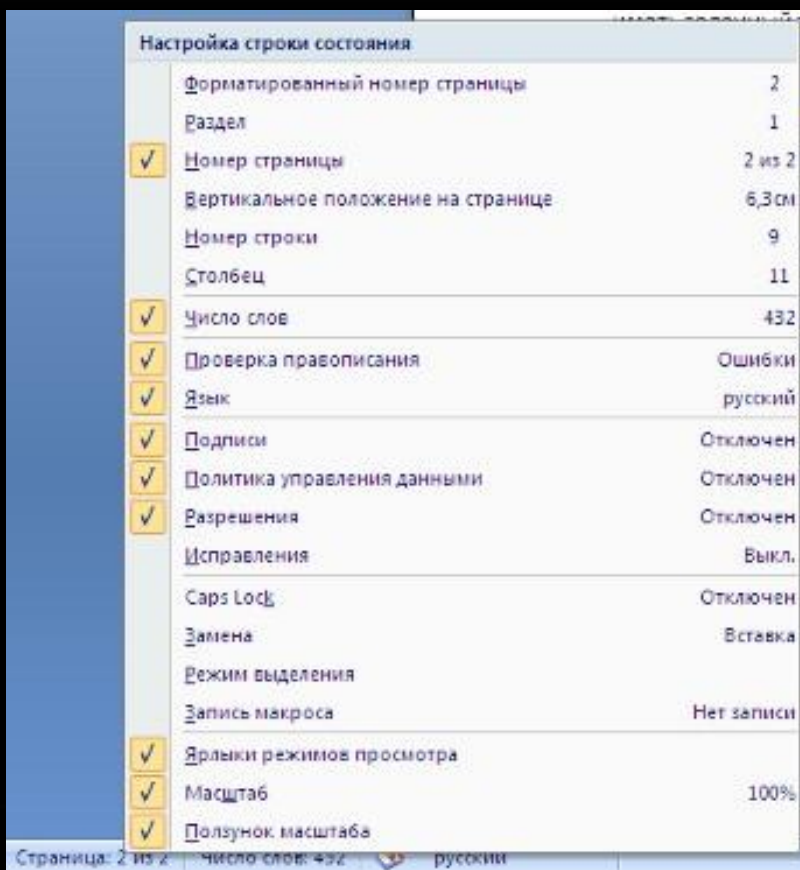 Настройка строки состояния
Форматированный номер страницы 2
Раздел 1
Номер страницы 2 из 2
Вертикальное положение на странице 6,3см
Номер строки 9
Столбец 11
Число слов 432
Проверка правописания Ошибки
Язык русский
Подписи Отключен
Политика управления данными Отключен
Разрешения Отключен
Исправления Выкл.
Caps Lock Отключен
Замена Вставка
Режим выделения
Запись макроса Нет записи
Ярлыки режимов просмотра
Масштаб 100%
Ползунок масштаба
Страница: 2 из 2 Число слов: 432 русский